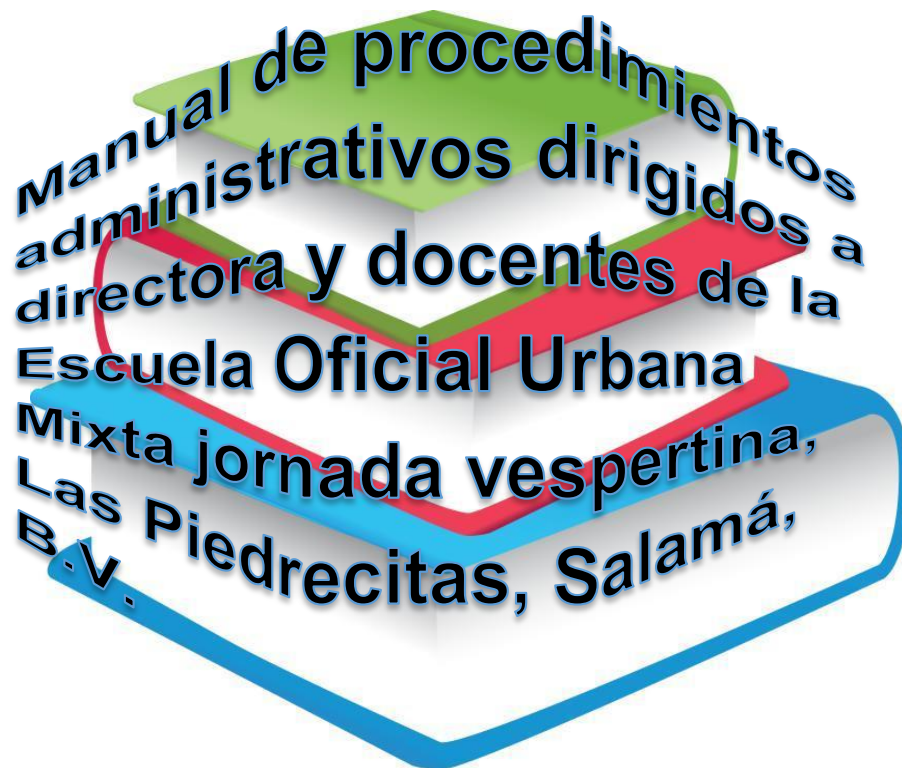 Manual de procedimientos
administrativos dirigidos a
directora y docentes de la
Escuela Oficial Urbana
Mixta jornada vespertina,
Las Piedrecitas, Salamá,
B.V.